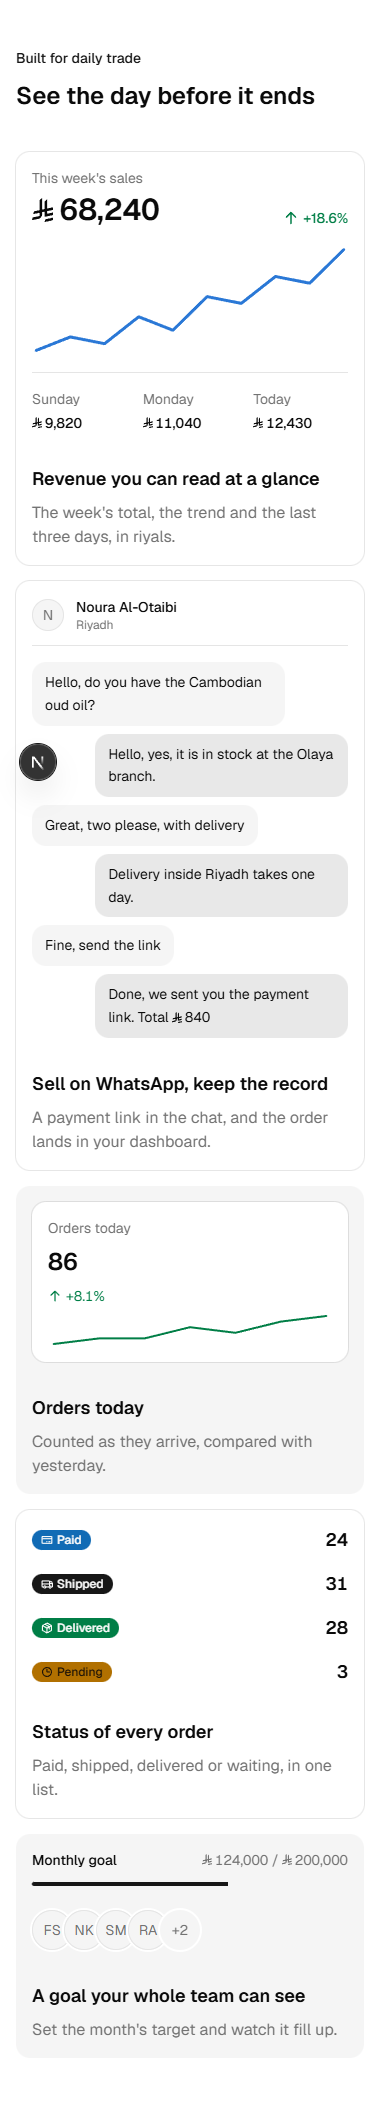 Built for daily trade
See the day before it ends
This week's sales
⃁ 68,240
↑ +18.6%
Sunday
Monday
Today
⃁ 9,820
⃁ 11,040
⃁ 12,430
Revenue you can read at a glance
The week's total, the trend and the last
three days, in riyals.
N
Noura Al-Otaibi
Riyadh
Hello, do you have the Cambodian
oud oil?
Hello, yes, it is in stock at the Olaya
branch.
N
Great, two please, with delivery
Delivery inside Riyadh takes one
day.
Fine, send the link
Done, we sent you the payment
link. Total ⃁ 840
Sell on WhatsApp, keep the record
A payment link in the chat, and the order
lands in your dashboard.
Orders today
86
↑ +8.1%
Orders today
Counted as they arrive, compared with
yesterday.
Paid 24
Shipped 31
Delivered 28
Pending 3
Status of every order
Paid, shipped, delivered or waiting, in one
list.
Monthly goal
⃁ 124,000 / ⃁ 200,000
FS NK SM RA +2
A goal your whole team can see
Set the month's target and watch it fill up.